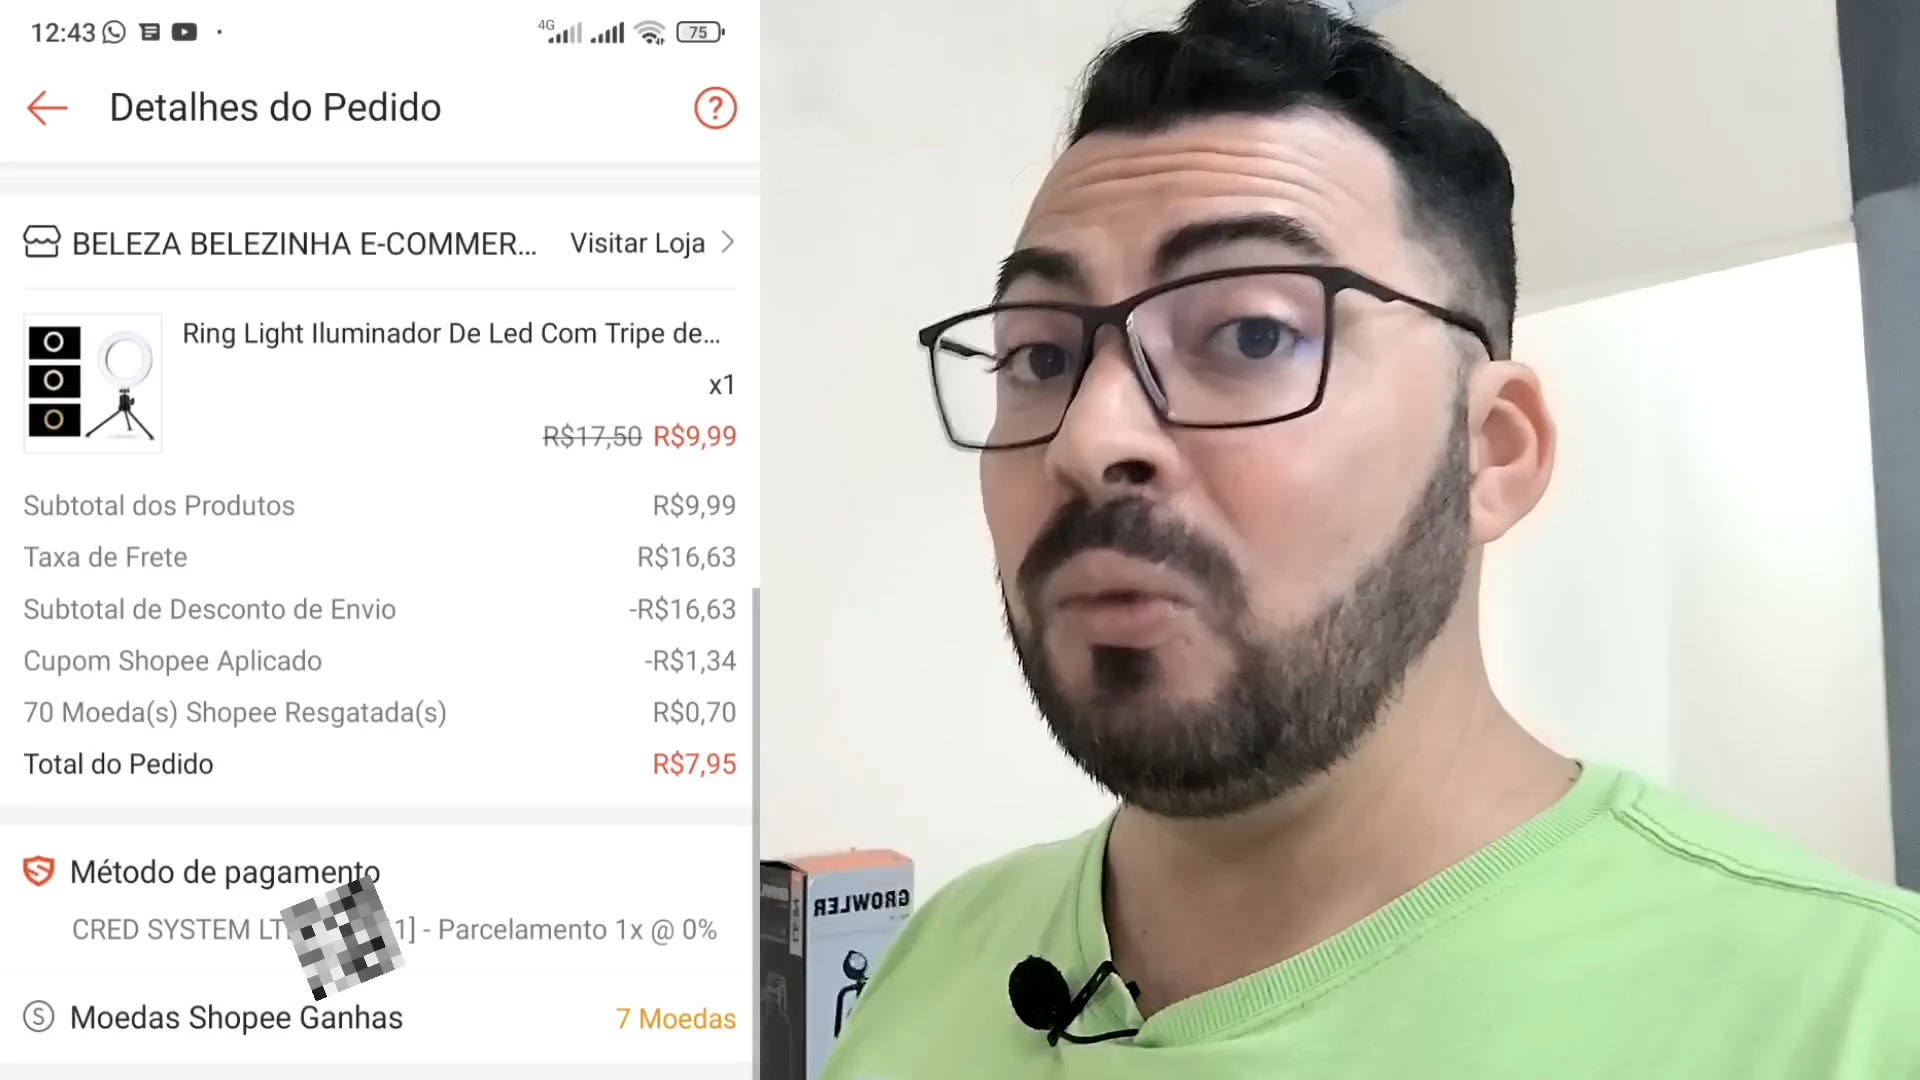 12:43
4G
75
Detalhes do Pedido
?
BELEZA BELEZINHA E-COMMER... Visitar Loja
Ring Light Iluminador De Led Com Tripe de...
x1
R$17,50 R$9,99
Subtotal dos Produtos R$9,99
Taxa de Frete R$16,63
Subtotal de Desconto de Envio -R$16,63
Cupom Shopee Aplicado -R$1,34
70 Moeda(s) Shopee Resgatada(s) R$0,70
Total do Pedido R$7,95
Método de pagamento
CRED SYSTEM LT 1] - Parcelamento 1x @ 0%
S Moedas Shopee Ganhas 7 Moedas
GROWLER